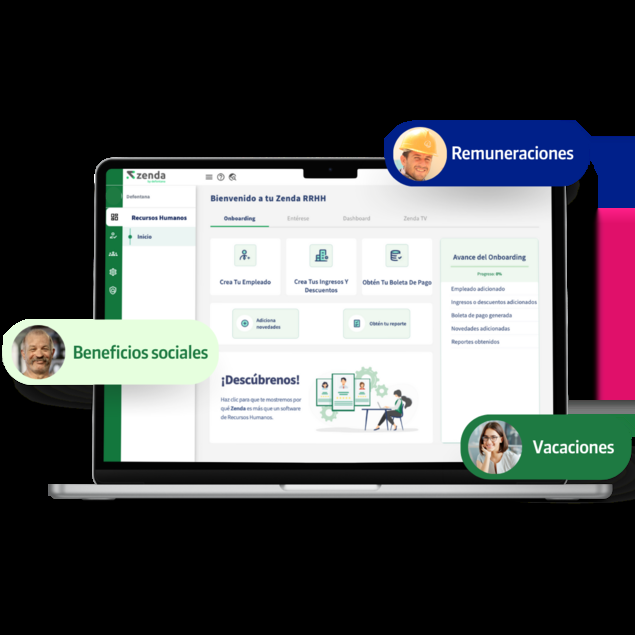 Remuneraciones
zenda
by Defontana
Defontana
Bienvenido a tu Zenda RRHH
Recursos Humanos
Inicio
Onboarding
Entérese
Dashboard
Zenda TV
Crea Tu Empleado
Crea Tus Ingresos Y
Descuentos
Obtén Tu Boleta De Pago
Avance del Onboarding
Progreso 0%
Empleado adicionado
Ingresos o descuentos adicionados
Boleta de pago generada
Novedades adicionadas
Reportes obtenidos
Adiciona
novedades
Obtén tu reporte
Beneficios sociales
¡Descúbrenos!
Haz clic para que te mostremos por
qué Zenda es más que un software
de Recursos Humanos.
Vacaciones